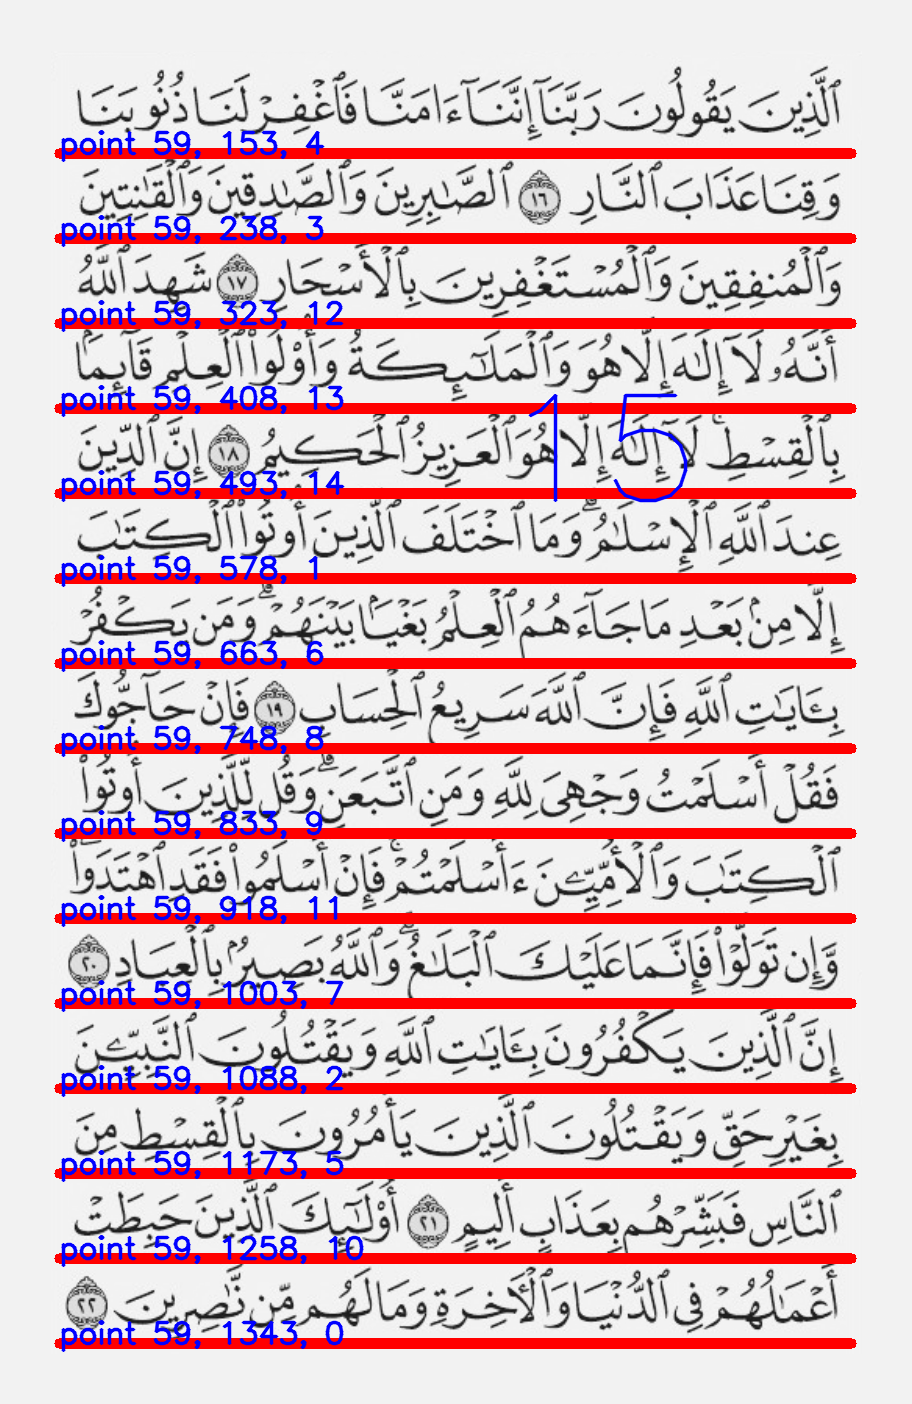 ٱلَّذِينَ يَقُولُونَ رَبَّنَآ إِنَّنَآ ءَامَنَّا فَٱغْفِرْ لَنَا ذُنُوبَنَا
point 59, 153, 4
وَقِنَا عَذَابَ ٱلنَّارِ ١٦ ٱلصَّٰبِرِينَ وَٱلصَّٰدِقِينَ وَٱلْقَٰنِتِينَ
point 59, 238, 3
وَٱلْمُنفِقِينَ وَٱلْمُسْتَغْفِرِينَ بِٱلْأَسْحَارِ ١٧ شَهِدَ ٱللَّهُ
point 59, 323, 12
أَنَّهُۥ لَآ إِلَٰهَ إِلَّا هُوَ وَٱلْمَلَٰٓئِكَةُ وَأُو۟لُوا۟ ٱلْعِلْمِ قَآئِمًۢا
point 59, 408, 13
15
بِٱلْقِسْطِ ۚ لَآ إِلَٰهَ إِلَّا هُوَ ٱلْعَزِيزُ ٱلْحَكِيمُ ١٨ إِنَّ ٱلدِّينَ
point 59, 493, 14
عِندَ ٱللَّهِ ٱلْإِسْلَٰمُ ۗ وَمَا ٱخْتَلَفَ ٱلَّذِينَ أُوتُوا۟ ٱلْكِتَٰبَ
point 59, 578, 1
إِلَّا مِنۢ بَعْدِ مَا جَآءَهُمُ ٱلْعِلْمُ بَغْيًۢا بَيْنَهُمْ ۗ وَمَن يَكْفُرْ
point 59, 663, 6
بِـَٔايَٰتِ ٱللَّهِ فَإِنَّ ٱللَّهَ سَرِيعُ ٱلْحِسَابِ ١٩ فَإِنْ حَآجُّوكَ
point 59, 748, 8
فَقُلْ أَسْلَمْتُ وَجْهِىَ لِلَّهِ وَمَنِ ٱتَّبَعَنِ ۗ وَقُل لِّلَّذِينَ أُوتُوا۟
point 59, 833, 9
ٱلْكِتَٰبَ وَٱلْأُمِّيِّـۧنَ ءَأَسْلَمْتُمْ ۚ فَإِنْ أَسْلَمُوا۟ فَقَدِ ٱهْتَدَوا۟
point 59, 918, 11
وَّإِن تَوَلَّوْا۟ فَإِنَّمَا عَلَيْكَ ٱلْبَلَٰغُ ۗ وَٱللَّهُ بَصِيرٌۢ بِٱلْعِبَادِ ٢٠
point 59, 1003, 7
إِنَّ ٱلَّذِينَ يَكْفُرُونَ بِـَٔايَٰتِ ٱللَّهِ وَيَقْتُلُونَ ٱلنَّبِيِّـۧنَ
point 59, 1088, 2
بِغَيْرِ حَقٍّ وَيَقْتُلُونَ ٱلَّذِينَ يَأْمُرُونَ بِٱلْقِسْطِ مِنَ
point 59, 1173, 5
ٱلنَّاسِ فَبَشِّرْهُم بِعَذَابٍ أَلِيمٍ ٢١ أُو۟لَٰٓئِكَ ٱلَّذِينَ حَبِطَتْ
point 59, 1258, 10
أَعْمَٰلُهُمْ فِى ٱلدُّنْيَا وَٱلْـَٔاخِرَةِ وَمَا لَهُم مِّن نَّٰصِرِينَ ٢٢
point 59, 1343, 0